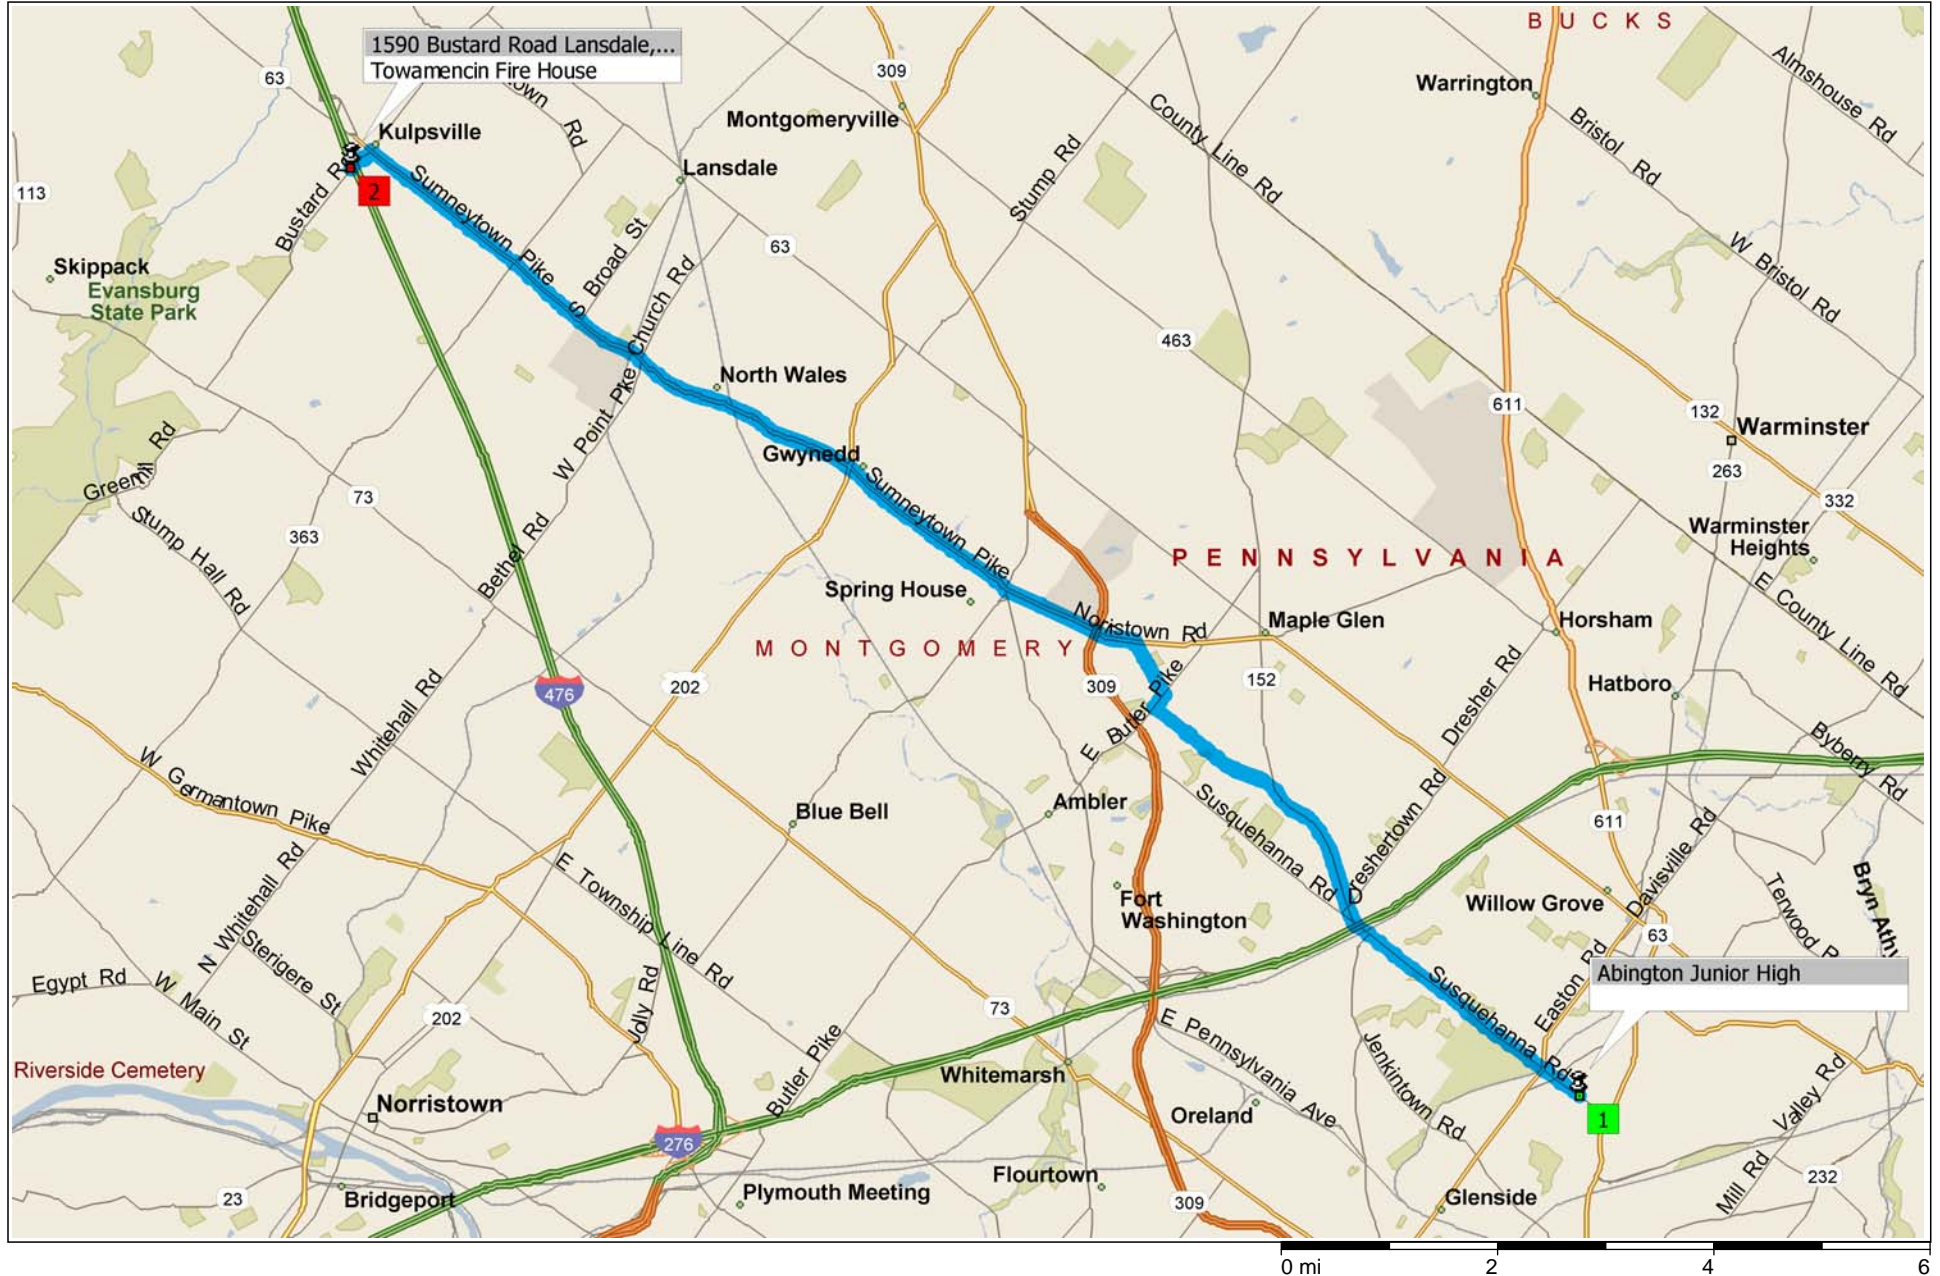 B U C K S
1590 Bustard Road Lansdale,...
Towamencin Fire House
63
309
Almshouse Rd
Warrington
own Rd
County Line Rd
Bristol Rd
Montgomeryville
Kulpsville
Lansdale
Stump Rd
113
2
Sumneytown Pike
Bustard Rd
S Broad St
63
W Bristol Rd
Skippack
Evansburg
State Park
Church Rd
463
North Wales
W Point Pke
611
132
Warminster
Gwynedd
Sumneytown Pike
263
Greenhill Rd
73
332
Stump Hall Rd
363
Bethel Rd
Warminster
Heights
P E N N S Y L V A N I A
E County Line Rd
Spring House
Norristown Rd
Maple Glen
Horsham
M O N T G O M E R Y
476
202
309
E Butler Pike
152
Dresher Rd
Hatboro
Whitehall Rd
W Germantown Pike
Byberry Rd
Susquehanna Rd
Ambler
Blue Bell
Dreshertown Rd
611
Davisville Rd
N Whitehall Rd
E Township Line Rd
Fort
Washington
Willow Grove
Terwood R
Bryn Athy
63
Sterigere St
Egypt Rd
W Main St
Jolly Rd
Susquehanna Rd
Easton Rd
Abington Junior High
202
73
E Pennsylvania Ave
Jenkintown Rd
Riverside Cemetery
Butler Pike
Whitemarsh
Valley Rd
Norristown
Oreland
1
276
Flourtown
Mill Rd
232
23
Bridgeport
Plymouth Meeting
309
Glenside
0 mi 2 4 6